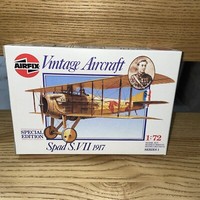 AIRFIX
Vintage Aircraft
SPECIAL
EDITION
Spad S.VII 1917
1:72
SERIES 1